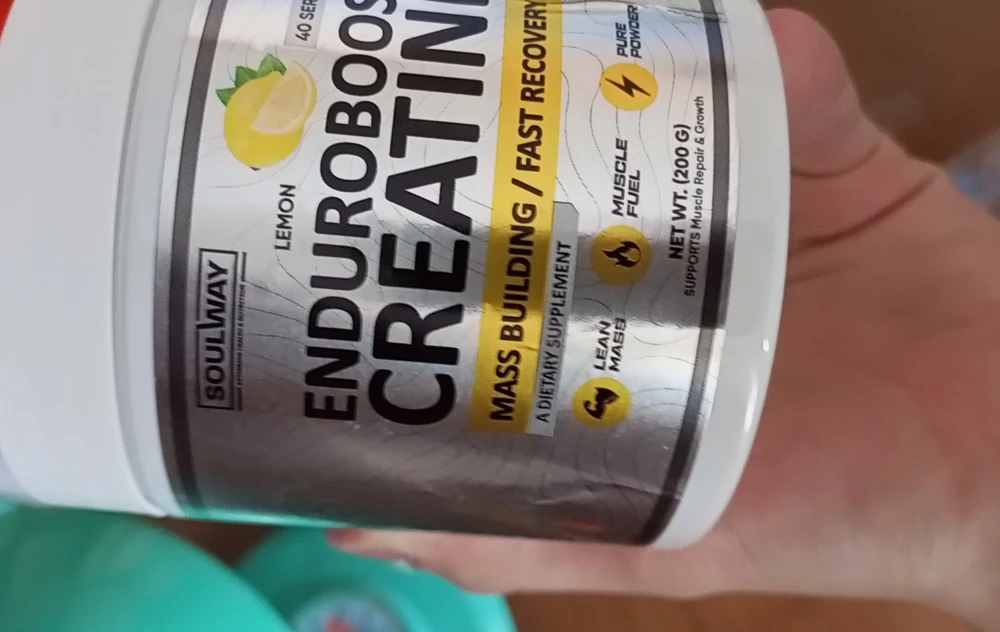 SOULWAY
LEMON
40 SER
ENDUROBOOS
CREATIN
MASS BUILDING / FAST RECOVERY
A DIETARY SUPPLEMENT
LEAN
MASS
MUSCLE
FUEL
PURE
POWDER
NET WT. (200 G)
SUPPORTS Muscle Repair & Growth